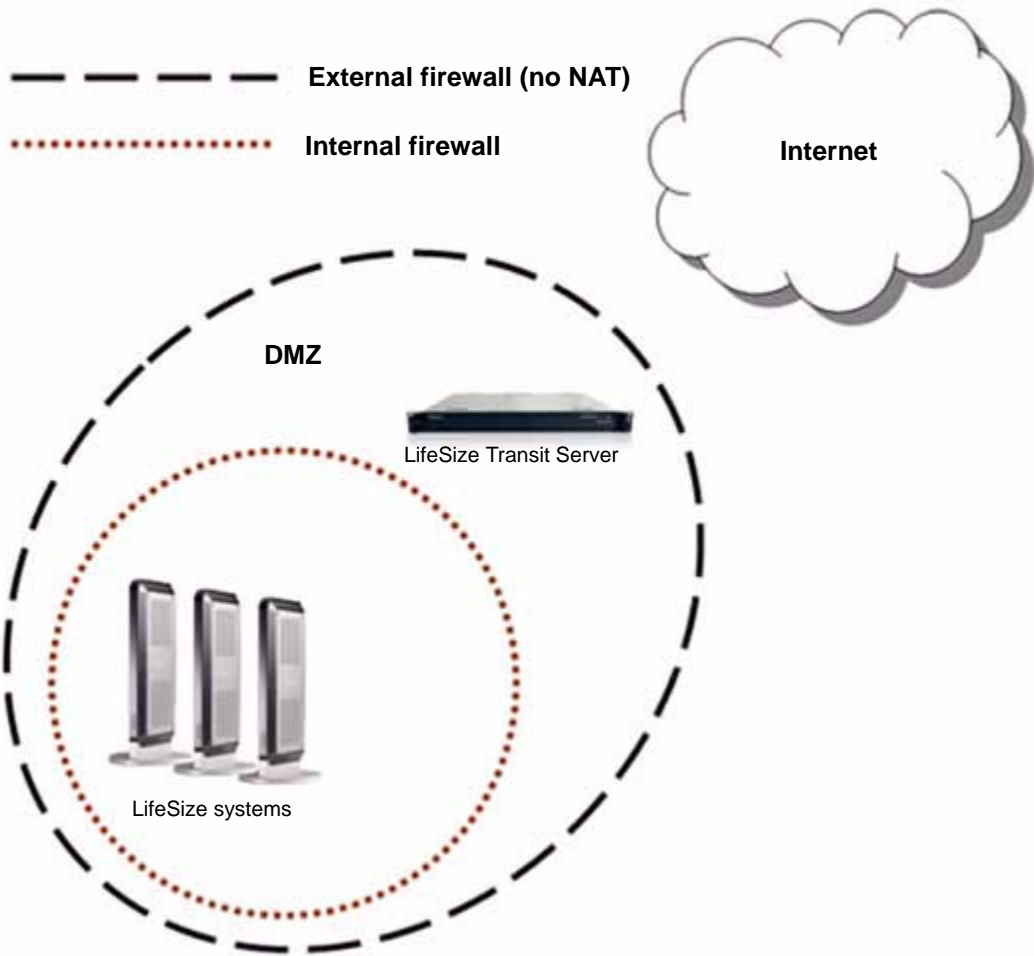 External firewall (no NAT)
Internal firewall
Internet
DMZ
LifeSize Transit Server
LifeSize systems